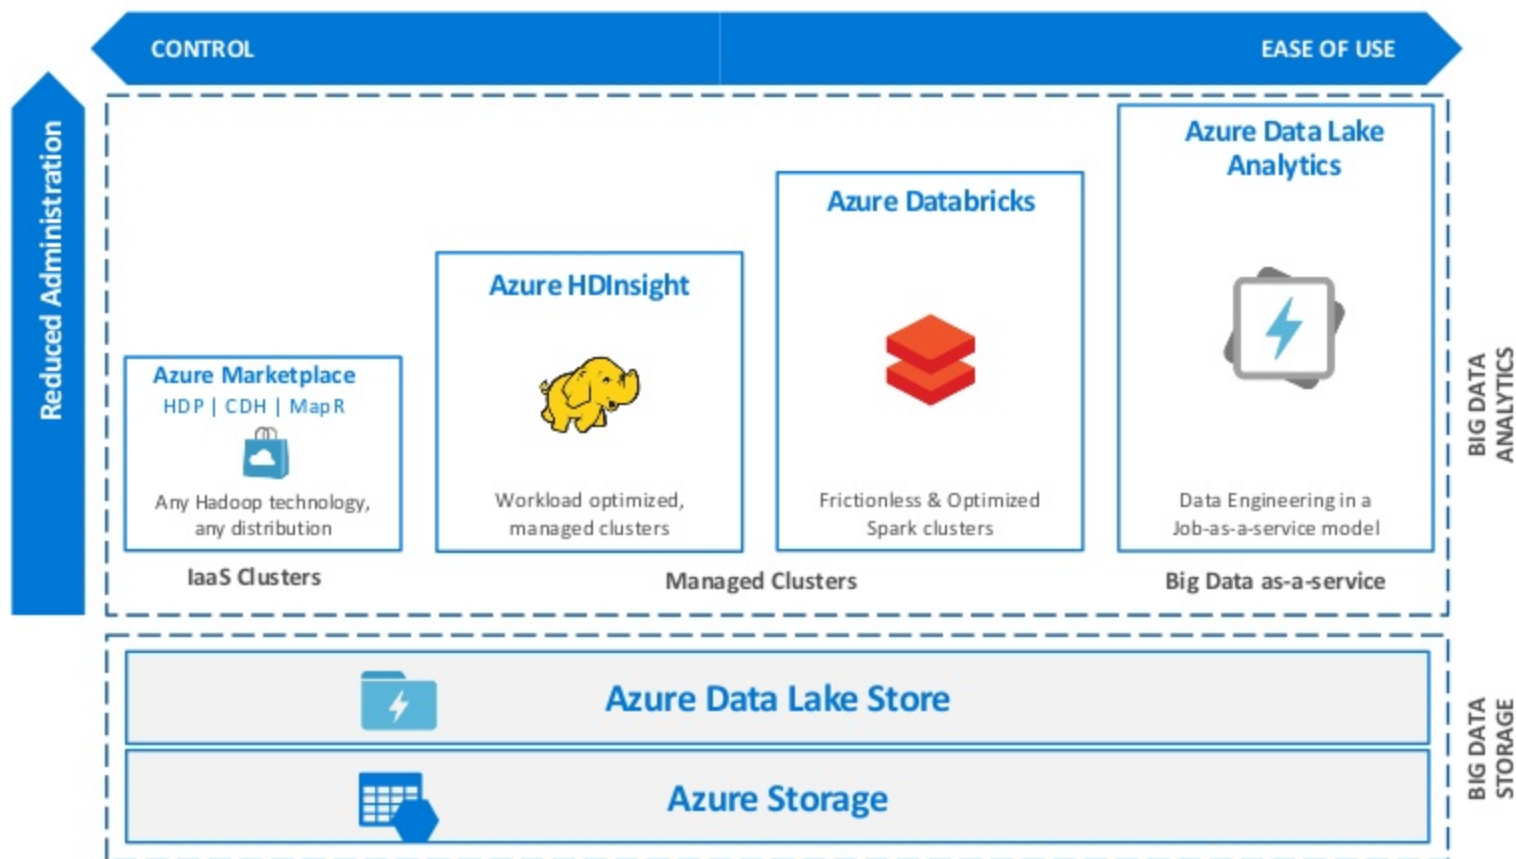 CONTROL
EASE OF USE
Reduced Administration
Azure Marketplace
HDP | CDH | MapR
Any Hadoop technology,
any distribution
IaaS Clusters
Azure HDInsight
Workload optimized,
managed clusters
Azure Databricks
Frictionless & Optimized
Spark clusters
Managed Clusters
Azure Data Lake
Analytics
Data Engineering in a
Job-as-a-service model
Big Data as-a-service
BIG DATA
ANALYTICS
Azure Data Lake Store
Azure Storage
BIG DATA
STORAGE